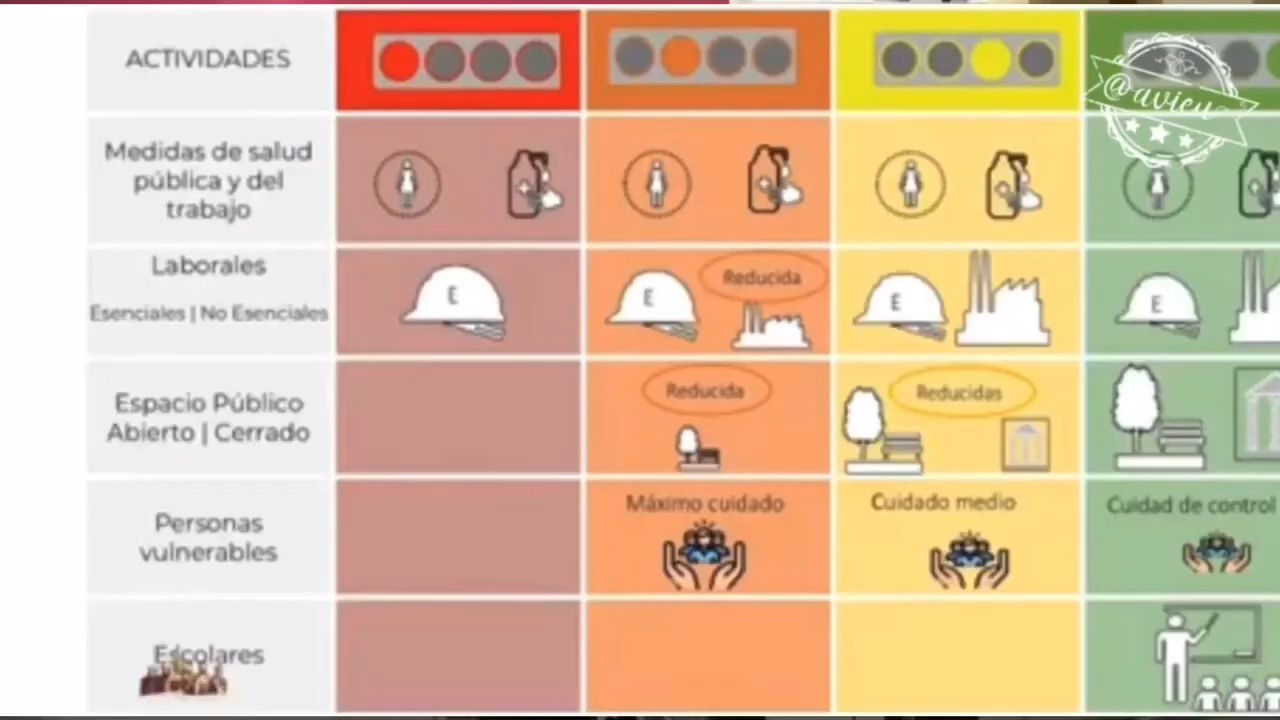 ACTIVIDADES
Medidas de salud
pública y del
trabajo
Laborales
E
E
Reducida
E
E
Esenciales | No Esenciales
Espacio Público
Abierto | Cerrado
Reducida
Reducidas
Personas
vulnerables
Máximo cuidado
Cuidado medio
Cuidad de control
Escolares